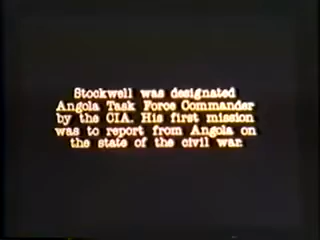 Stockwell was designated
Angola Task Force Commander
by the CIA. His first mission
was to report from Angola on
the state of the civil war.